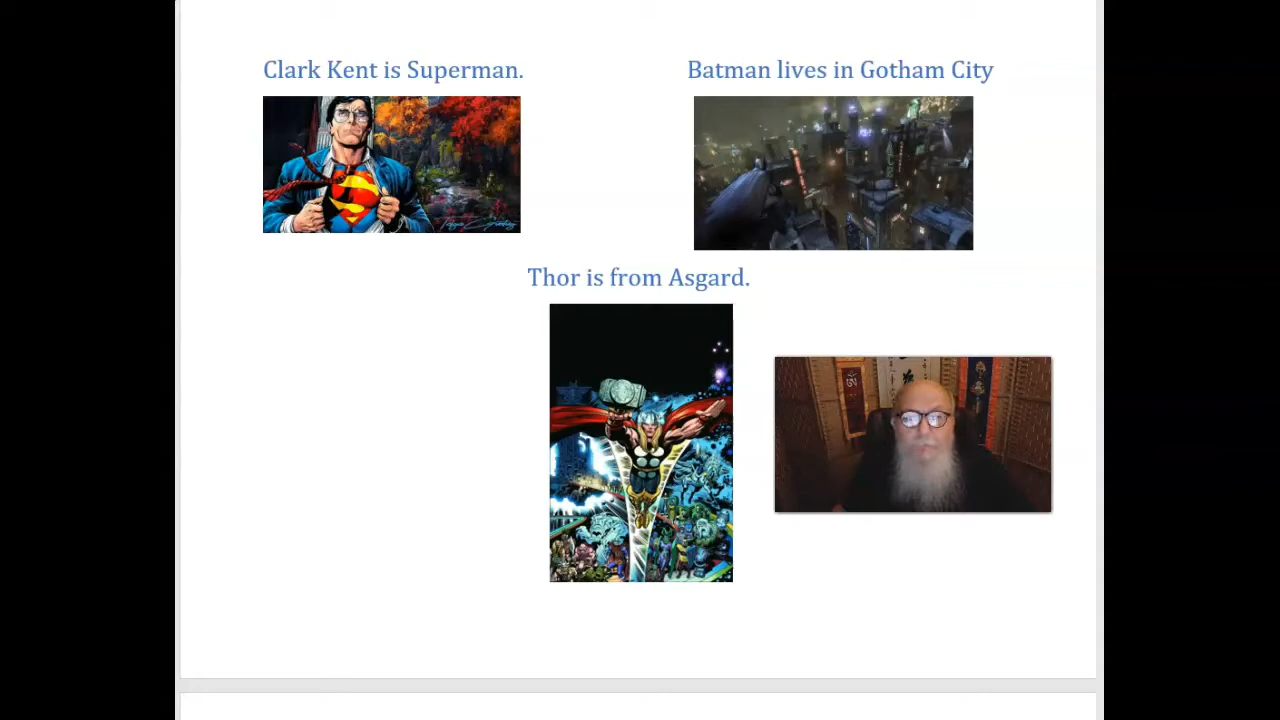 Clark Kent is Superman.
Batman lives in Gotham City
Thor is from Asgard.